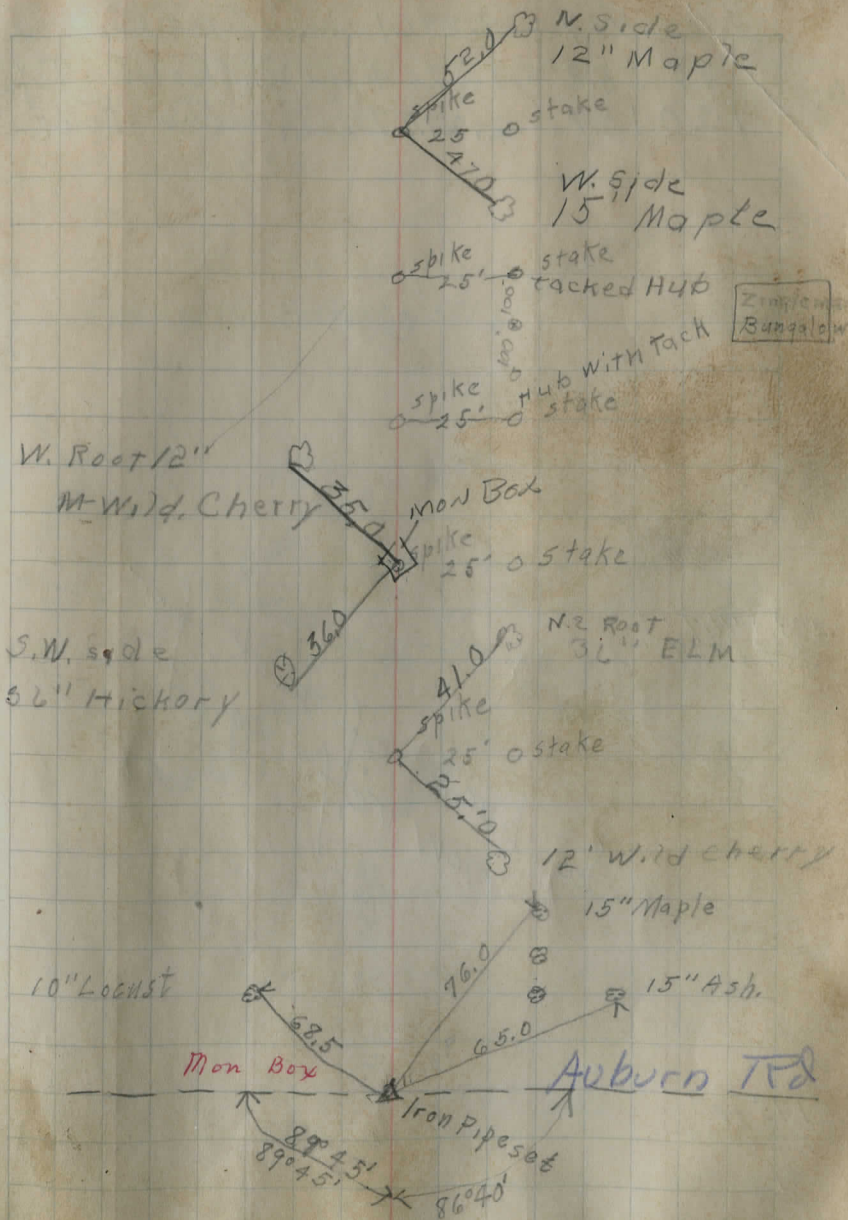 N. Side
12" Maple
52.0
spike
25
stake
47.0
W. side
15" Maple
spike
25'
stake
tacked Hub
100'
Bungalow
100'
Hub with Tack
spike
25'
stake
W. Root 12"
Wild. Cherry
35.0
Mon Box
spike
25'
stake
36.0
S.W. side
36" Hickory
Root
ELM
41.0
spike
25'
stake
25.0
12' Wild Cherry
15" Maple
76.0
10" Locust
15" Ash.
68.5
65.0
Mon Box
Auburn Rd
Iron Pipe set
89° 45'
89° 45'
86° 40'